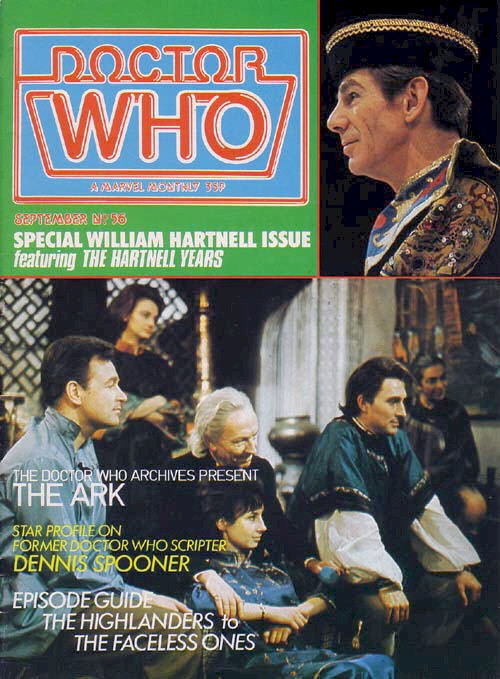 DOCTOR
WHO
A MARVEL MONTHLY 35P
SEPTEMBER Nº 56
SPECIAL WILLIAM HARTNELL ISSUE
featuring THE HARTNELL YEARS
THE DOCTOR WHO ARCHIVES PRESENT
THE ARK
STAR PROFILE ON
FORMER DOCTOR WHO SCRIPTER
DENNIS SPOONER
EPISODE GUIDE
THE HIGHLANDERS to
THE FACELESS ONES